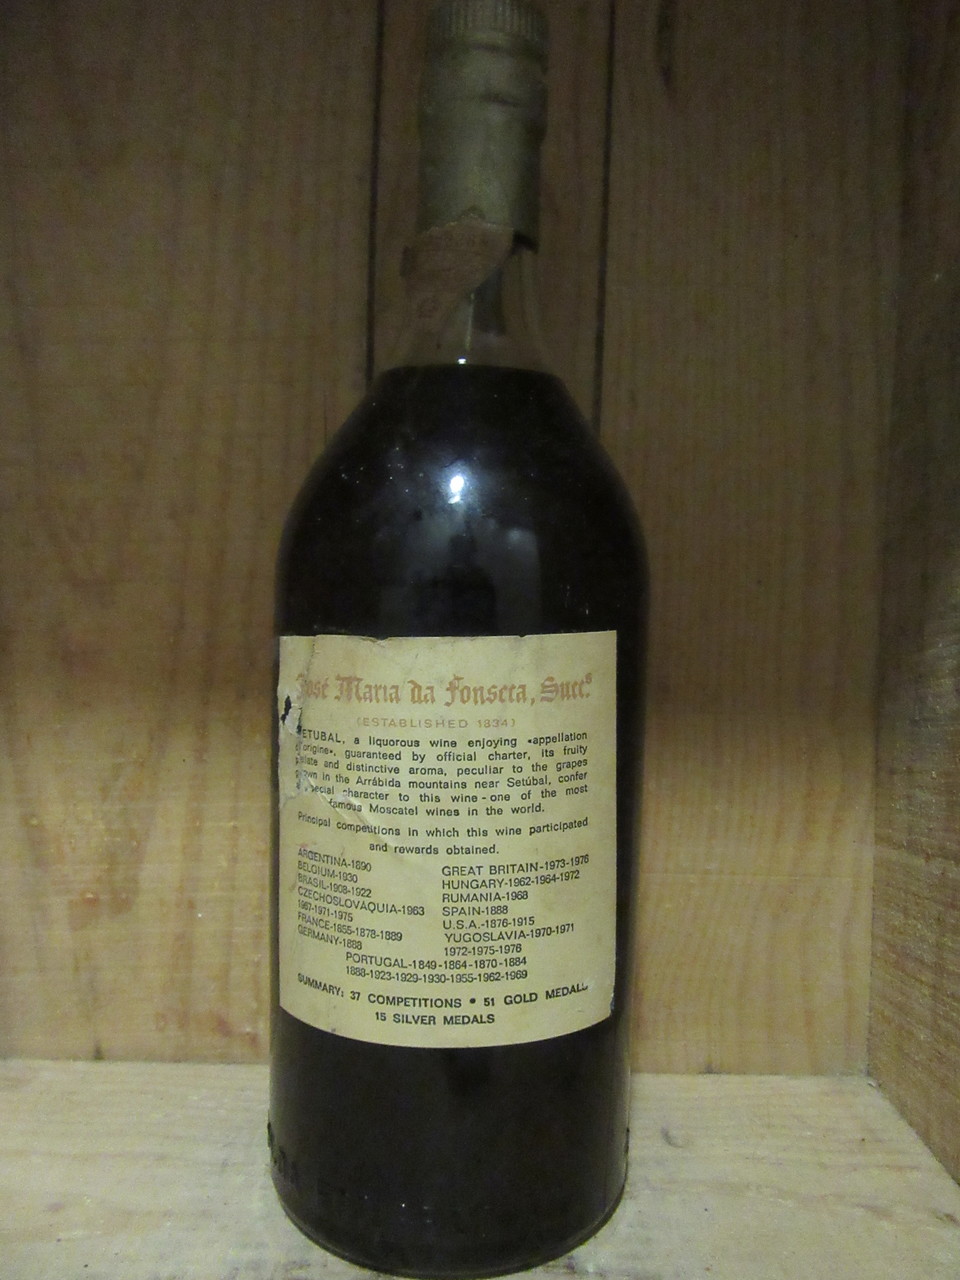 José Maria da Fonseca, Succ.s
(ESTABLISHED 1834)
ETUBAL, a liquorous wine enjoying «appellation
origine», guaranteed by official charter, its fruity
and distinctive aroma, peculiar to the grapes
in the Arrábida mountains near Setúbal, confer
special character to this wine - one of the most
famous Moscatel wines in the world.
Principal competitions in which this wine participated
and rewards obtained.
ARGENTINA-1890
BELGIUM-1930
BRASIL-1908-1922
CZECHOSLOVAQUIA-1963
1967-1971-1975
FRANCE-1855-1878-1889
GERMANY-1888
GREAT BRITAIN-1973-1976
HUNGARY-1962-1964-1972
RUMANIA-1968
SPAIN-1888
U.S.A.-1876-1915
YUGOSLAVIA-1970-1971
1972-1975-1976
PORTUGAL-1849-1864-1870-1884
1888-1923-1929-1930-1955-1962-1969
SUMMARY: 37 COMPETITIONS • 51 GOLD MEDALL
15 SILVER MEDALS